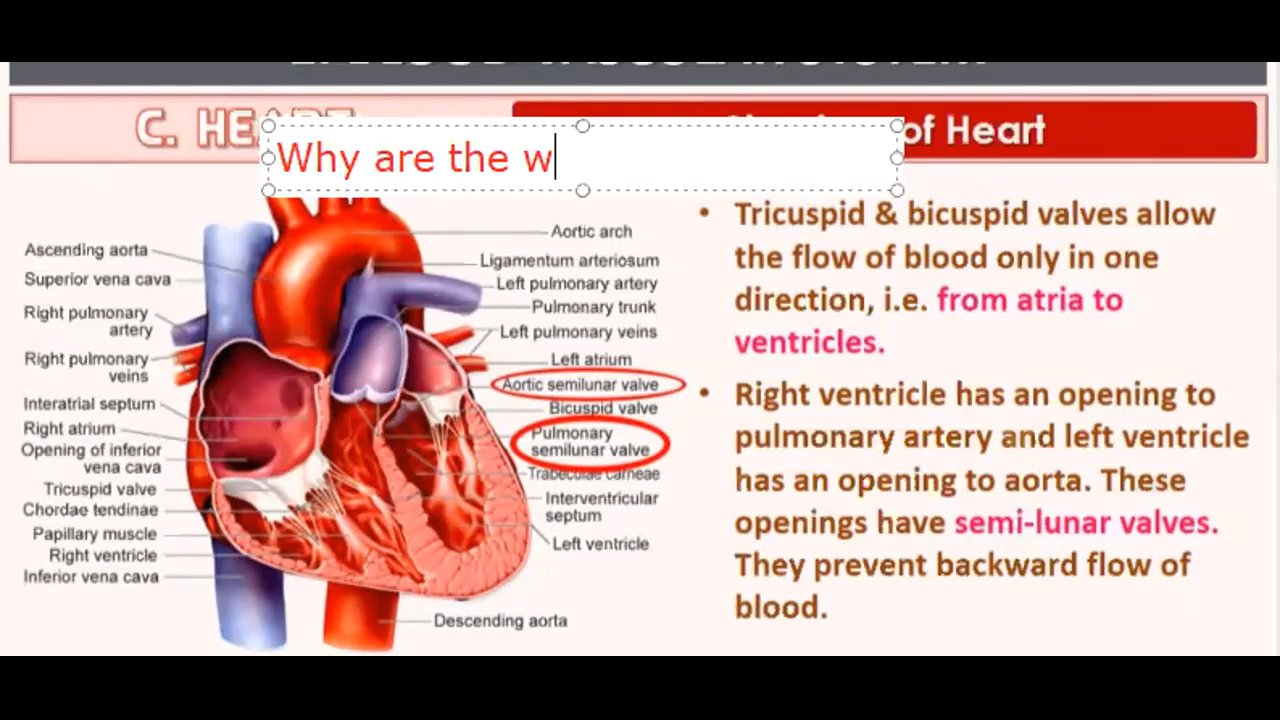 C. HEART
of Heart
Why are the w
Ascending aorta
Superior vena cava
Right pulmonary
artery
Right pulmonary
veins
Interatrial septum
Right atrium
Opening of inferior
vena cava
Tricuspid valve
Chordae tendinae
Papillary muscle
Right ventricle
Inferior vena cava
Aortic arch
Ligamentum arteriosum
Left pulmonary artery
Pulmonary trunk
Left pulmonary veins
Left atrium
Aortic semilunar valve
Bicuspid valve
Pulmonary
semilunar valve
Trabeculae carneae
Interventricular
septum
Left ventricle
Descending aorta
• Tricuspid & bicuspid valves allow
the flow of blood only in one
direction, i.e. from atria to
ventricles.
• Right ventricle has an opening to
pulmonary artery and left ventricle
has an opening to aorta. These
openings have semi-lunar valves.
They prevent backward flow of
blood.